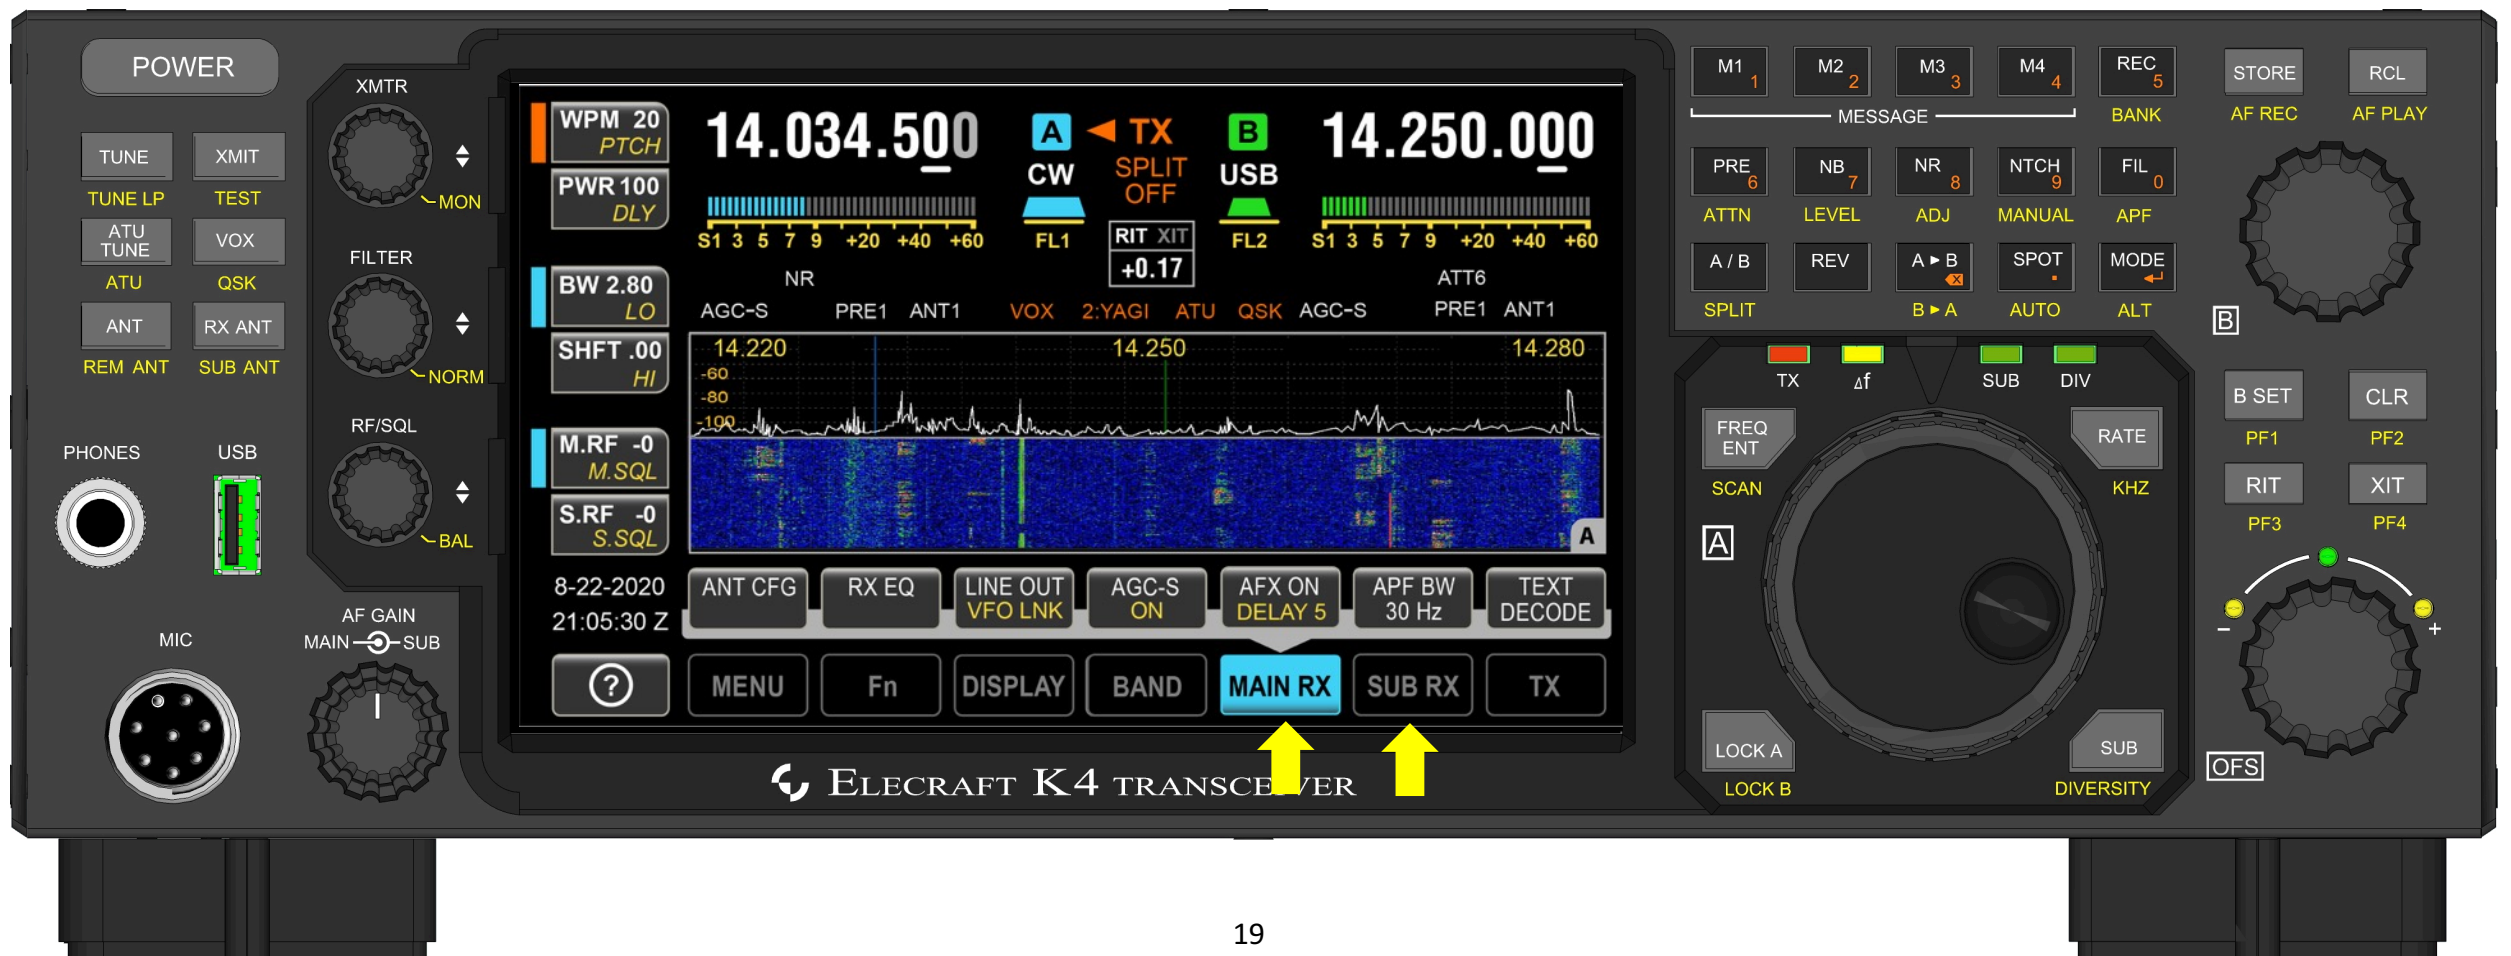 POWER
TUNE XMIT
TUNE LP TEST
ATU TUNE VOX
ATU QSK
ANT RX ANT
REM ANT SUB ANT
PHONES USB
MIC
XMTR
MON
FILTER
NORM
RF/SQL
BAL
AF GAIN
MAIN SUB
WPM 20
PTCH
PWR 100
DLY
BW 2.80
LO
SHFT .00
HI
M.RF -0
M.SQL
S.RF -0
S.SQL
8-22-2020
21:05:30 Z
?
14.034.500 A TX B 14.250.000
CW SPLIT OFF USB
S1 3 5 7 9 +20 +40 +60 FL1 RIT XIT FL2 S1 3 5 7 9 +20 +40 +60
+0.17
NR ATT6
AGC-S PRE1 ANT1 VOX 2:YAGI ATU QSK AGC-S PRE1 ANT1
14.220 14.250 14.280
-60
-80
-100
A
ANT CFG RX EQ LINE OUT AGC-S AFX ON APF BW TEXT
VFO LNK ON DELAY 5 30 Hz DECODE
MENU Fn DISPLAY BAND MAIN RX SUB RX TX
ELECRAFT K4 TRANSCEIVER
M1 1 M2 2 M3 3 M4 4 REC 5
MESSAGE BANK
PRE 6 NB 7 NR 8 NTCH 9 FIL 0
ATTN LEVEL ADJ MANUAL APF
A / B REV A ► B SPOT . MODE
SPLIT B ► A AUTO ALT
TX Δf SUB DIV
FREQ ENT RATE
SCAN KHZ
A
LOCK A SUB
LOCK B DIVERSITY
STORE RCL
AF REC AF PLAY
B
B SET CLR
PF1 PF2
RIT XIT
PF3 PF4
− +
OFS
19